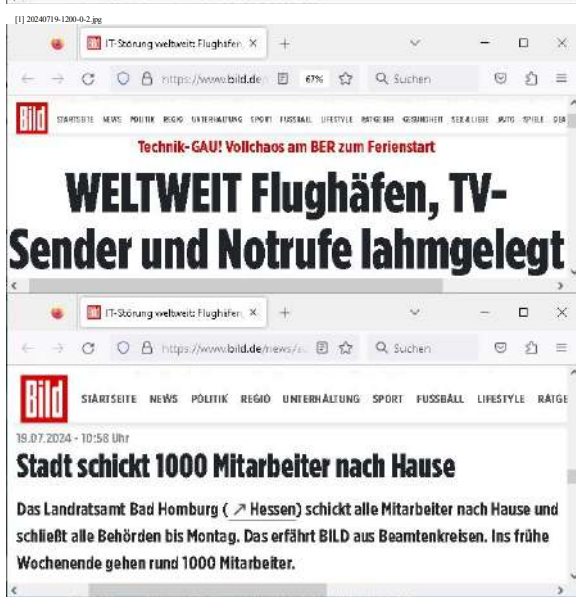 [1] 20240719-1200-0-2.jpg
IT-Störung weltweit: Flughäfen
https://www.bild.de
67%
Suchen
Bild
STARTSEITE NEWS POLITIK REGIO UNTERHALTUNG SPORT FUSSBALL LIFESTYLE RATGEBER GESUNDHEIT SEX & LIEBE AUTO SPIELE
Technik-GAU! Vollchaos am BER zum Ferienstart
WELTWEIT Flughäfen, TV-
Sender und Notrufe lahmgelegt
IT-Störung weltweit: Flughäfen
https://www.bild.de/news/
Suchen
Bild
STARTSEITE NEWS POLITIK REGIO UNTERHALTUNG SPORT FUSSBALL LIFESTYLE RATGE
19.07.2024 - 10:58 Uhr
Stadt schickt 1000 Mitarbeiter nach Hause
Das Landratsamt Bad Homburg ( ↗ Hessen) schickt alle Mitarbeiter nach Hause und
schließt alle Behörden bis Montag. Das erfährt BILD aus Beamtenkreisen. Ins frühe
Wochenende gehen rund 1000 Mitarbeiter.